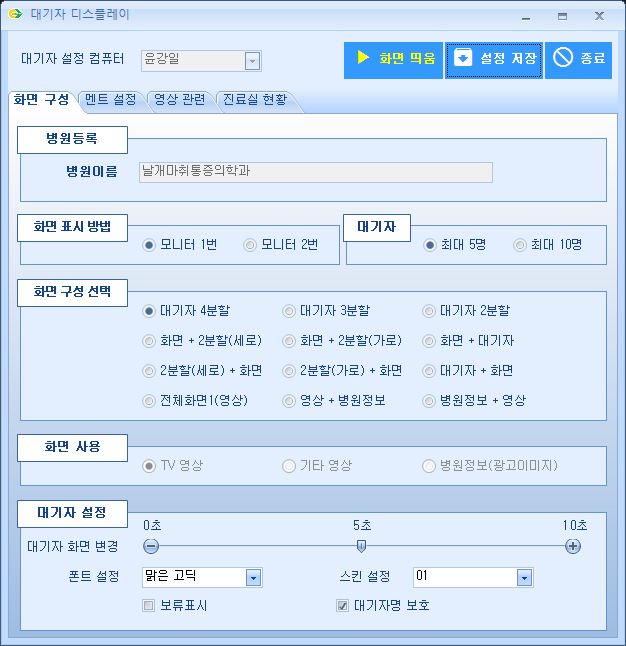 대기자 디스플레이
대기자 설정 컴퓨터 윤강일 화면 띄움 설정 저장 종료
화면 구성 멘트 설정 영상 관련 진료실 현황
병원등록
병원이름 날개마취통증의학과
화면 표시 방법 대기자
모니터 1번 모니터 2번 최대 5명 최대 10명
화면 구성 선택
대기자 4분할 대기자 3분할 대기자 2분할
화면 + 2분할(세로) 화면 + 2분할(가로) 화면 + 대기자
2분할(세로) + 화면 2분할(가로) + 화면 대기자 + 화면
전체화면1(영상) 영상 + 병원정보 병원정보 + 영상
화면 사용
TV 영상 기타 영상 병원정보(광고이미지)
대기자 설정
0초 5초 10초
대기자 화면 변경
폰트 설정 맑은 고딕 스킨 설정 01
보류표시 대기자명 보호